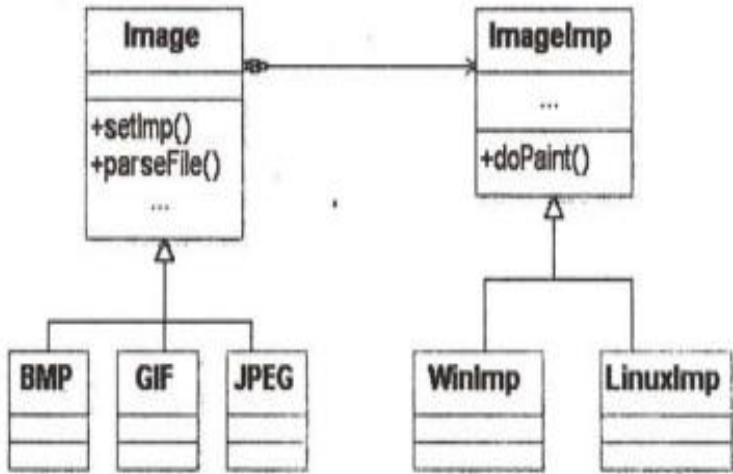 Image
+setImp()
+parseFile()
...
ImageImp
...
+doPaint()
BMP
GIF
JPEG
WinImp
LinuxImp